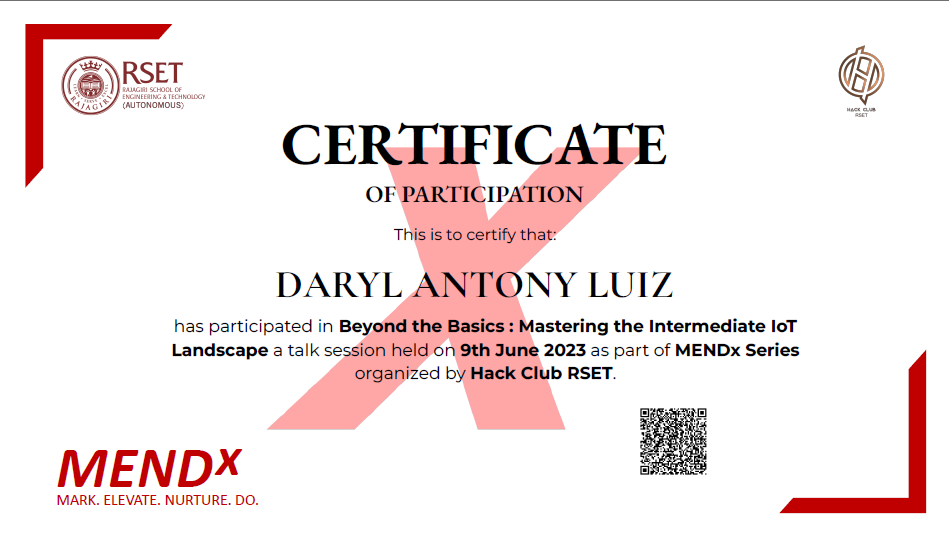 RSET
RAJAGIRI SCHOOL OF
ENGINEERING & TECHNOLOGY
(AUTONOMOUS)
RAJAGIRI
HACK CLUB
RSET
CERTIFICATE
OF PARTICIPATION
This is to certify that:
DARYL ANTONY LUIZ
has participated in Beyond the Basics : Mastering the Intermediate IoT
Landscape a talk session held on 9th June 2023 as part of MENDx Series
organized by Hack Club RSET.
MENDx
MARK. ELEVATE. NURTURE. DO.